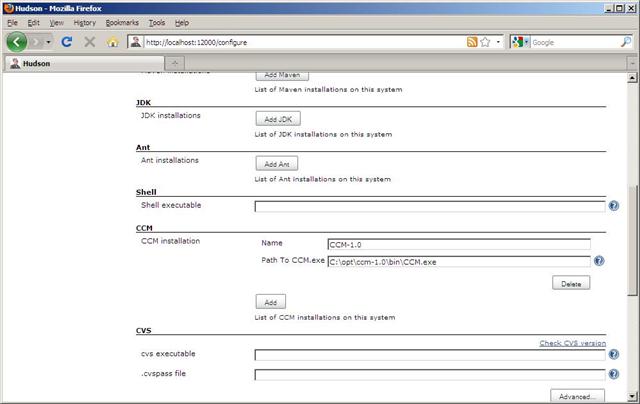 Hudson - Mozilla Firefox
File Edit View History Bookmarks Tools Help
http://localhost:12000/configure
Google
Hudson
Maven installations Add Maven
List of Maven installations on this system
JDK
JDK installations Add JDK
List of JDK installations on this system
Ant
Ant installations Add Ant
List of Ant installations on this system
Shell
Shell executable
CCM
CCM installation Name CCM-1.0
Path To CCM.exe C:\opt\ccm-1.0\bin\CCM.exe
Delete
Add
List of CCM installations on this system
CVS
Check CVS version
cvs executable
.cvspass file
Advanced...